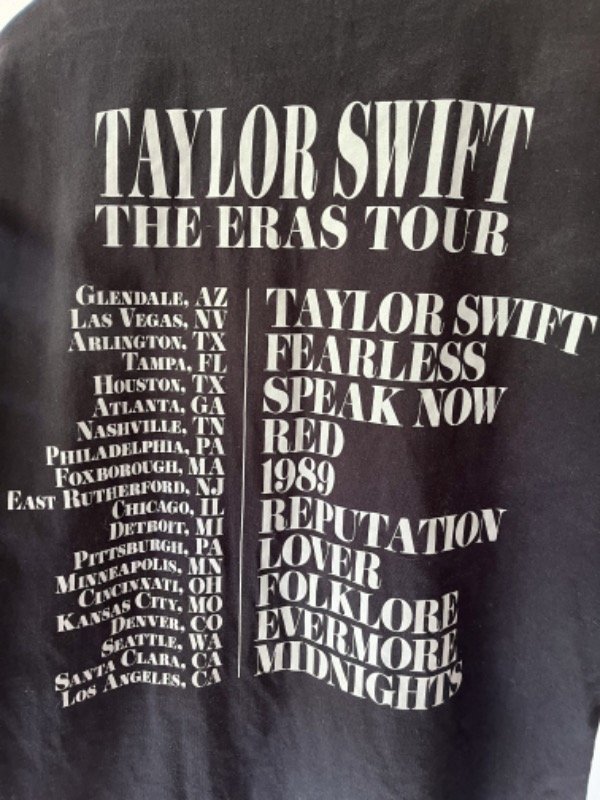 TAYLOR SWIFT
THE ERAS TOUR
GLENDALE, AZ
LAS VEGAS, NV
ARLINGTON, TX
TAMPA, FL
HOUSTON, TX
ATLANTA, GA
NASHVILLE, TN
PHILADELPHIA, PA
FOXBOROUGH, MA
EAST RUTHERFORD, NJ
CHICAGO, IL
DETROIT, MI
PITTSBURGH, PA
MINNEAPOLIS, MN
CINCINNATI, OH
KANSAS CITY, MO
DENVER, CO
SEATTLE, WA
SANTA CLARA, CA
LOS ANGELES, CA
TAYLOR SWIFT
FEARLESS
SPEAK NOW
RED
1989
REPUTATION
LOVER
FOLKLORE
EVERMORE
MIDNIGHTS